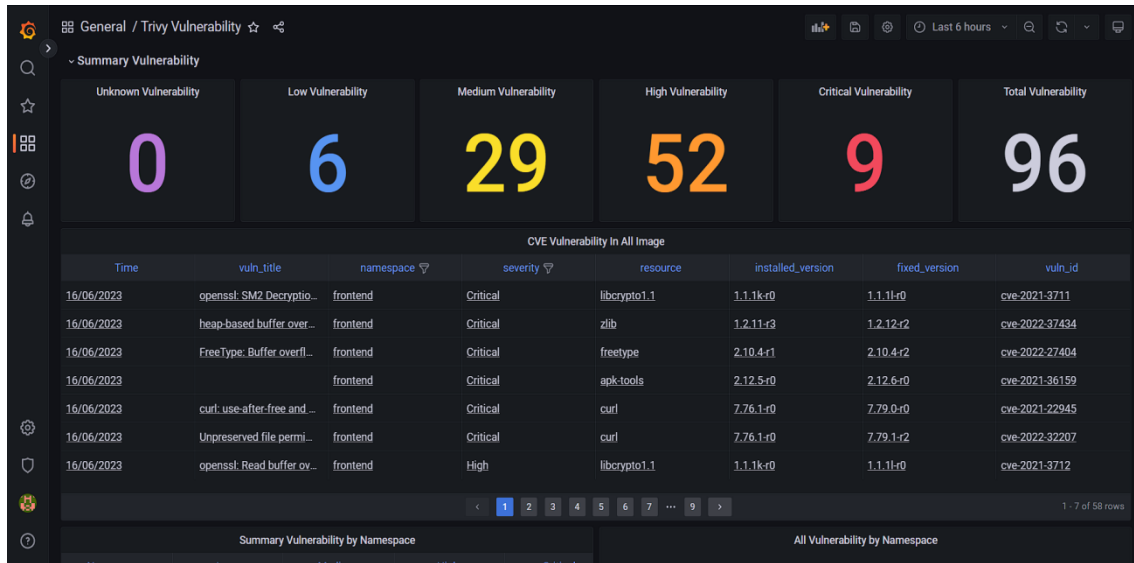 General / Trivy Vulnerability
Last 6 hours
Summary Vulnerability
Unknown Vulnerability Low Vulnerability Medium Vulnerability High Vulnerability Critical Vulnerability Total Vulnerability
0 6 29 52 9 96
CVE Vulnerability In All Image
Time vuln_title namespace severity resource installed_version fixed_version vuln_id
16/06/2023 openssl: SM2 Decryptio... frontend Critical libcrypto1.1 1.1.1k-r0 1.1.1l-r0 cve-2021-3711
16/06/2023 heap-based buffer over... frontend Critical zlib 1.2.11-r3 1.2.12-r2 cve-2022-37434
16/06/2023 FreeType: Buffer overfl... frontend Critical freetype 2.10.4-r1 2.10.4-r2 cve-2022-27404
16/06/2023 frontend Critical apk-tools 2.12.5-r0 2.12.6-r0 cve-2021-36159
16/06/2023 curl: use-after-free and ... frontend Critical curl 7.76.1-r0 7.79.0-r0 cve-2021-22945
16/06/2023 Unpreserved file permi... frontend Critical curl 7.76.1-r0 7.79.1-r2 cve-2022-32207
16/06/2023 openssl: Read buffer ov... frontend High libcrypto1.1 1.1.1k-r0 1.1.1l-r0 cve-2021-3712
1 2 3 4 5 6 7 ... 9 1 - 7 of 58 rows
Summary Vulnerability by Namespace All Vulnerability by Namespace